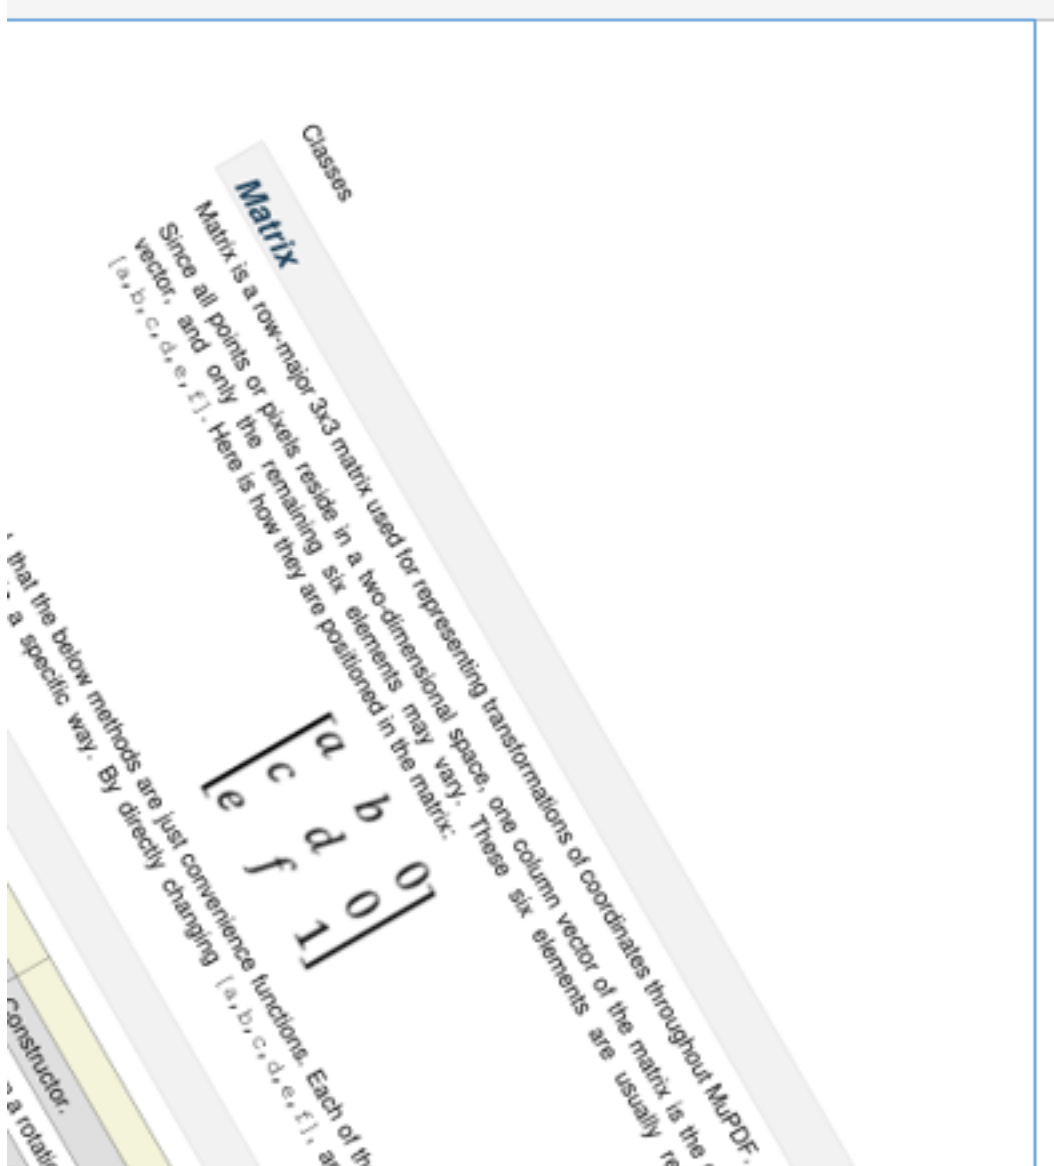 Classes
Matrix
Matrix is a row-major 3x3 matrix used for representing transformations of coordinates throughout MuPDF.
Since all points or pixels reside in a two-dimensional space, one column vector of the matrix is the
vector, and only the remaining six elements may vary. These six elements are usually re
[a,b,c,d,e,f]. Here is how they are positioned in the matrix:
[a b 0
c d 0
e f 1]
that the below methods are just convenience functions. Each of th
a specific way. By directly changing [a,b,c,d,e,f], a
Constructor.
a rotati